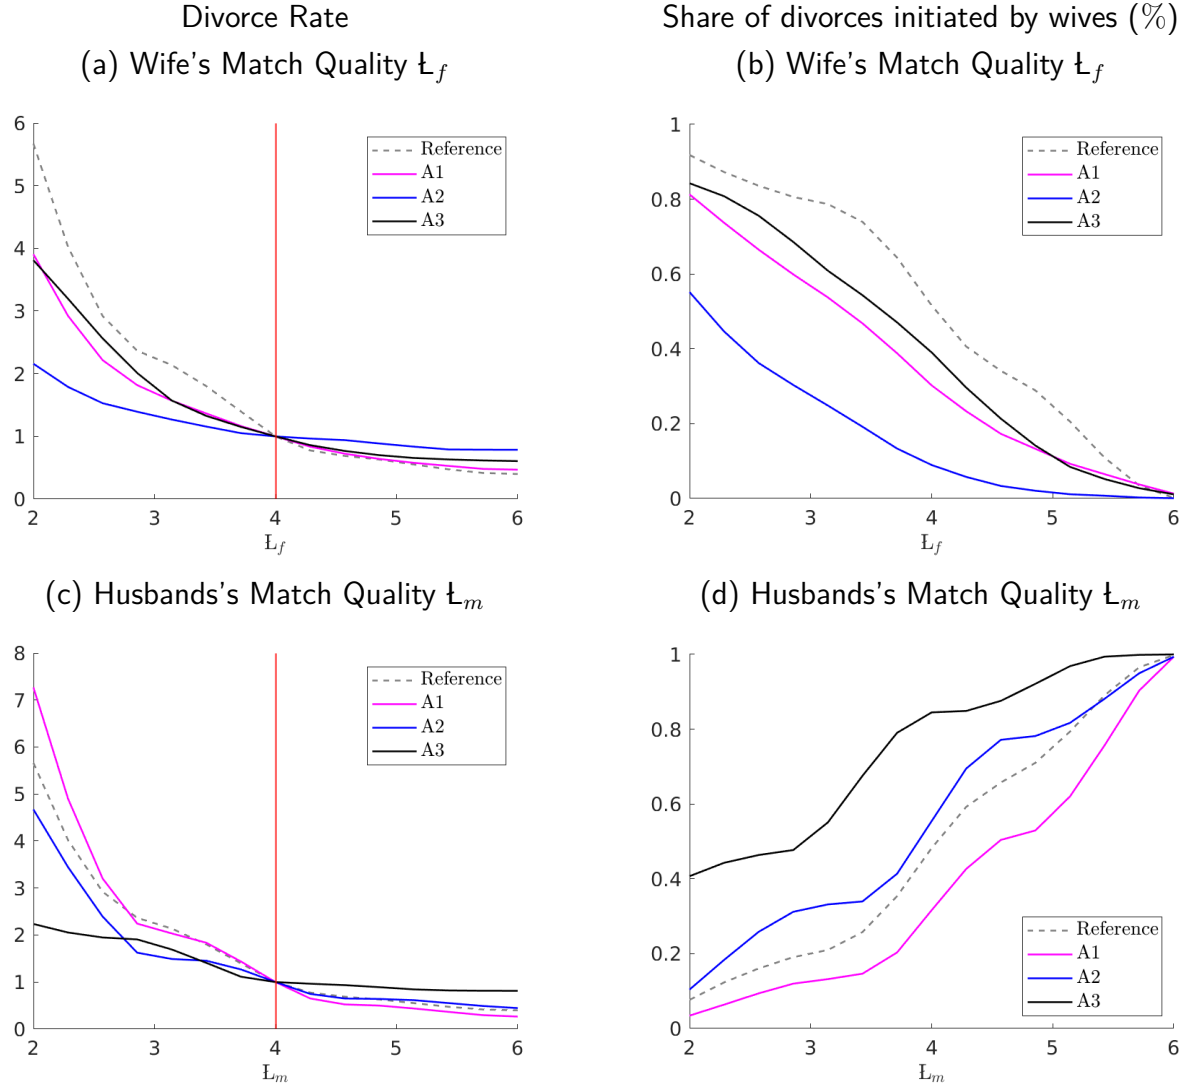 Divorce Rate
Share of divorces initiated by wives (%)
(a) Wife's Match Quality Ł_f
(b) Wife's Match Quality Ł_f
6
5
4
3
2
1
0
2
3
4
5
6
Ł_f
Reference
A1
A2
A3
1
0.8
0.6
0.4
0.2
0
2
3
4
5
6
Ł_f
Reference
A1
A2
A3
(c) Husbands's Match Quality Ł_m
(d) Husbands's Match Quality Ł_m
8
7
6
5
4
3
2
1
0
2
3
4
5
6
Ł_m
Reference
A1
A2
A3
1
0.8
0.6
0.4
0.2
0
2
3
4
5
6
Ł_m
Reference
A1
A2
A3